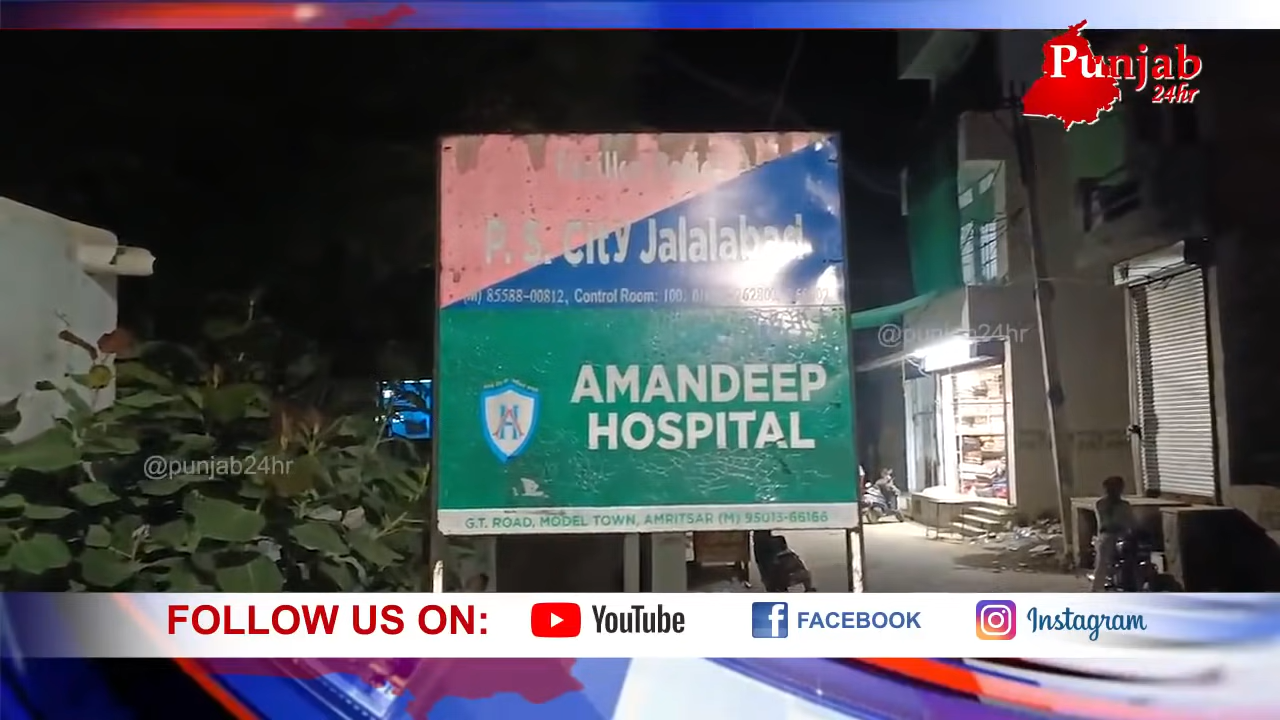 Punjab
24hr
P. S. City Jalalabad
(M) 85588-00812, Control Room: 100,
@punjab24hr
AMANDEEP
HOSPITAL
@punjab24hr
G.T. ROAD, MODEL TOWN, AMRITSAR (M) 95013-66166
FOLLOW US ON:
YouTube
FACEBOOK
Instagram